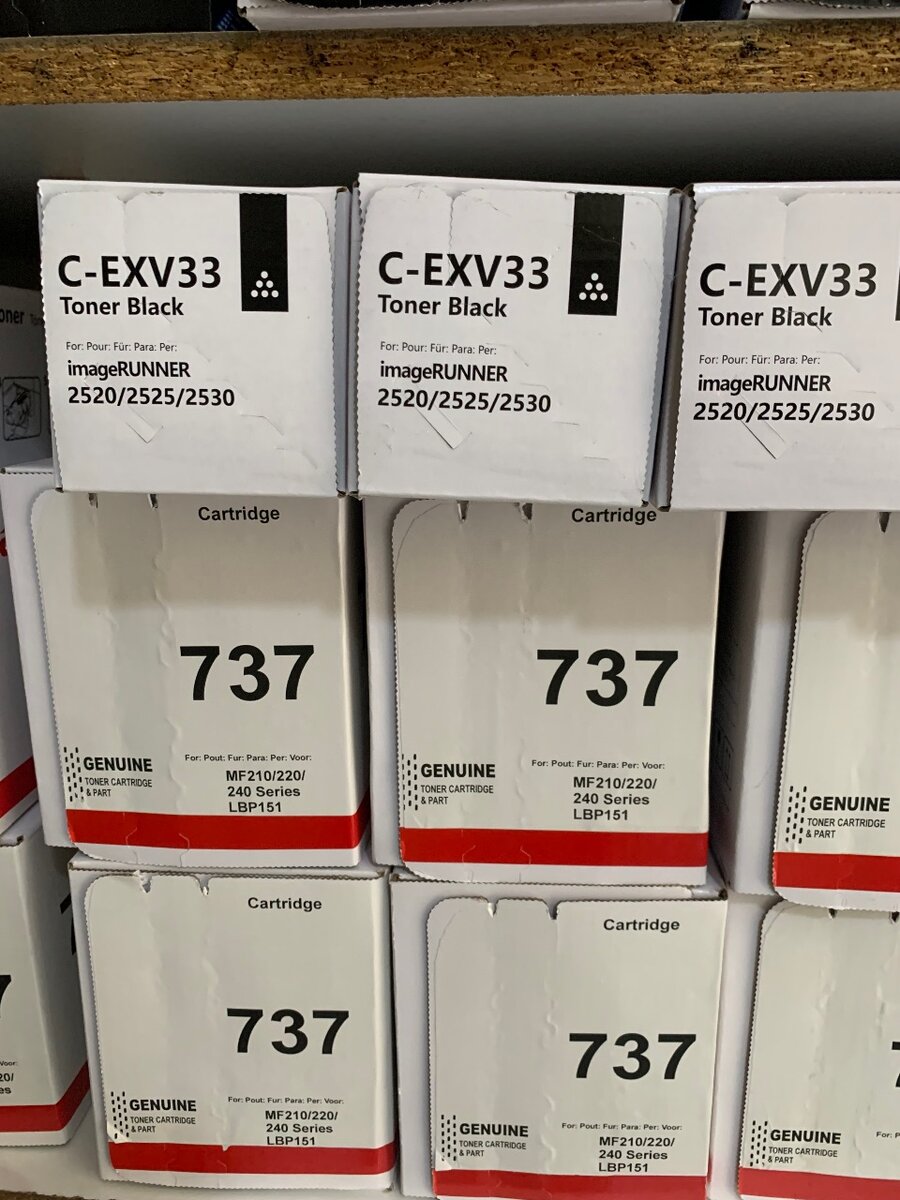 C-EXV33
Toner Black
For: Pour: Für: Para: Per:
imageRUNNER
2520/2525/2530
C-EXV33
Toner Black
For: Pour: Für: Para: Per:
imageRUNNER
2520/2525/2530
C-EXV33
Toner Black
For: Pour: Für: Para: Per:
imageRUNNER
2520/2525/2530
Cartridge
737
For: Pout: Fur: Para: Per: Voor:
MF210/220/
240 Series
LBP151
GENUINE
TONER CARTRIDGE
& PART
Cartridge
737
For: Pout: Fur: Para: Per: Voor:
MF210/220/
240 Series
LBP151
GENUINE
TONER CARTRIDGE
& PART
GENUINE
TONER CARTRIDGE
& PART
Cartridge
737
For: Pout: Fur: Para: Per: Voor:
MF210/220/
240 Series
LBP151
GENUINE
TONER CARTRIDGE
& PART
Cartridge
737
For: Pout: Fur: Para: Per: Voor:
MF210/220/
240 Series
LBP151
GENUINE
TONER CARTRIDGE
& PART
GENUINE
TONER CARTRIDGE
& PART